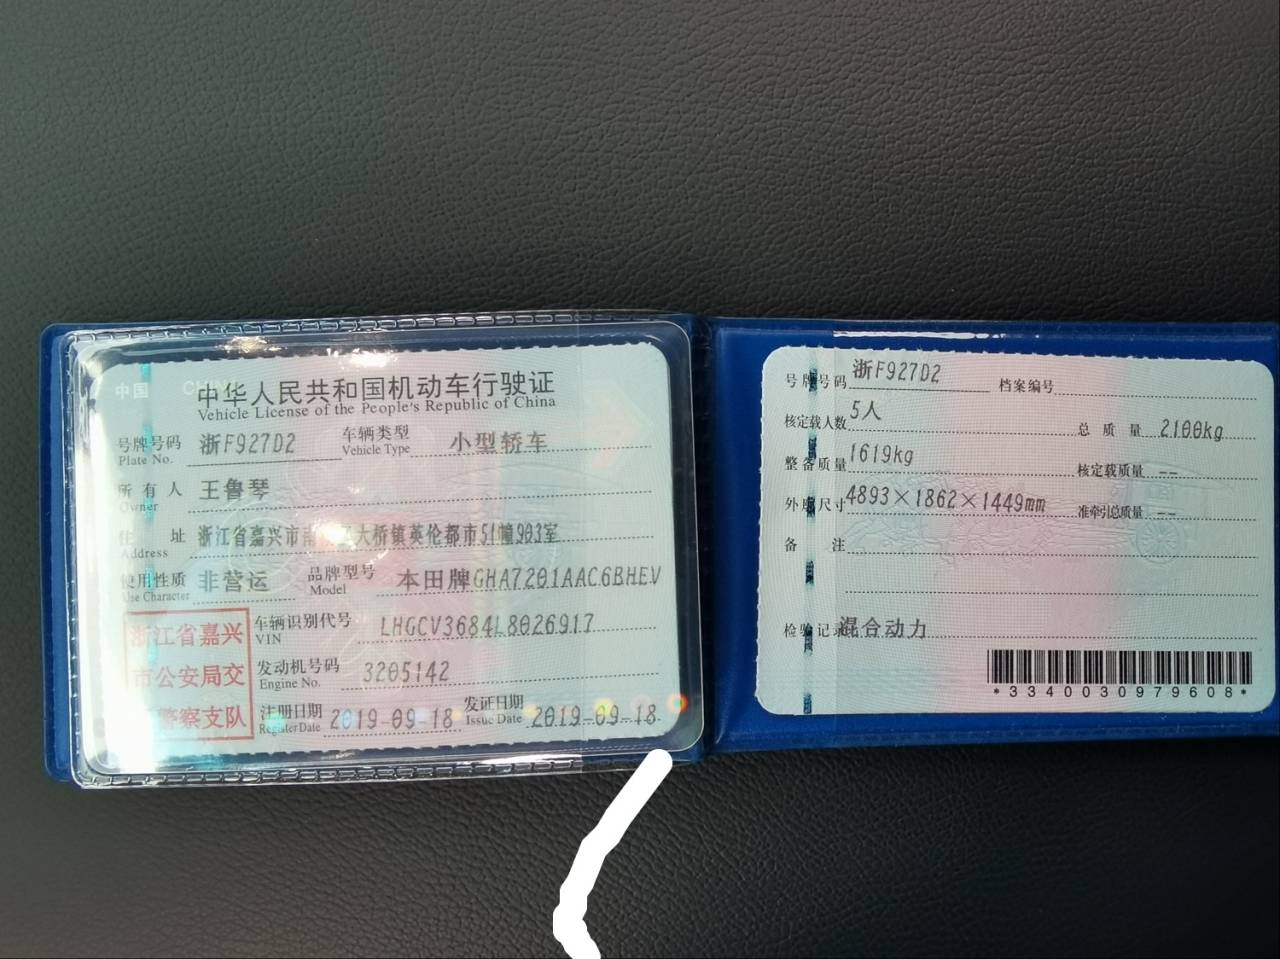 中国 CHINA
中华人民共和国机动车行驶证
Vehicle License of the People's Republic of China
号牌号码 浙F927D2 车辆类型 小型轿车
Plate No. Vehicle Type
所有人 王鲁琴
Owner
住址 浙江省嘉兴市南 大桥镇英伦都市51幢903室
Address
使用性质 非营运 品牌型号 本田牌GHA7201AAC6BHEV
Use Character Model
浙江省嘉兴
市公安局交
警察支队
车辆识别代号 LHGCV3684L8026917
VIN
发动机号码 3205142
Engine No.
注册日期 2019-09-18 发证日期 2019-09-18
Register Date Issue Date
号牌号码 浙F927D2 档案编号
核定载人数 5人 总质量 2100kg
整备质量 1619kg 核定载质量 --
外廓尺寸 4893×1862×1449mm 准牵引总质量 --
备注
检验记录 混合动力
*3340030979608*